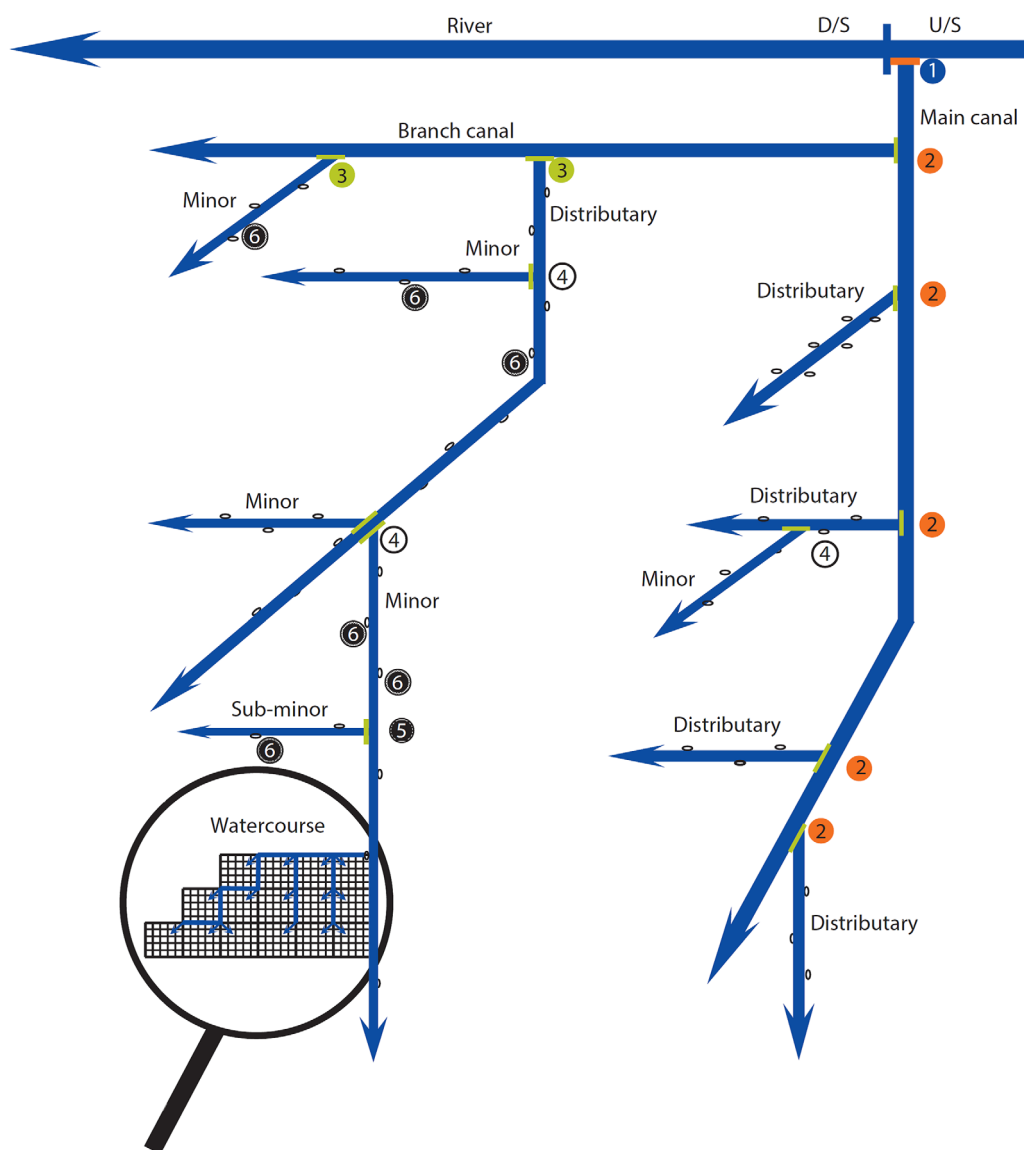 River
D/S
U/S
1
Main canal
Branch canal
2
3
3
Minor
Distributary
6
Minor
4
6
Distributary
2
6
Minor
4
Distributary
2
4
Minor
Minor
6
6
Sub-minor
5
6
Distributary
2
Watercourse
2
Distributary